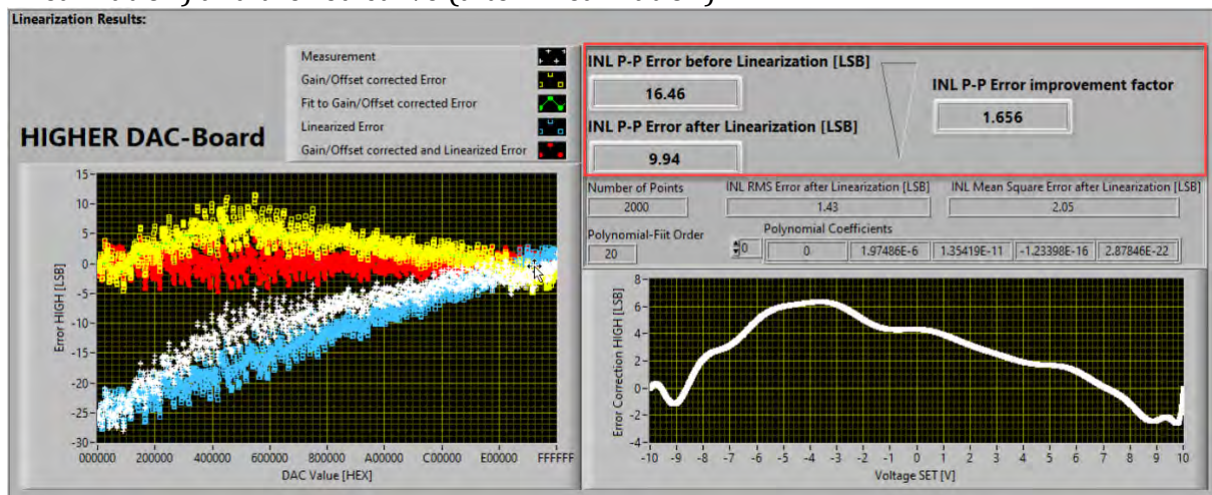 Linearization Results:
Measurement
Gain/Offset corrected Error
Fit to Gain/Offset corrected Error
Linearized Error
Gain/Offset corrected and Linearized Error
HIGHER DAC-Board
INL P-P Error before Linearization [LSB]
16.46
INL P-P Error improvement factor
1.656
INL P-P Error after Linearization [LSB]
9.94
Number of Points
2000
INL RMS Error after Linearization [LSB]
1.43
INL Mean Square Error after Linearization [LSB]
2.05
Polynomial-Fiit Order
20
Polynomial Coefficients
0 0 1.97486E-6 1.35419E-11 -1.23398E-16 2.87846E-22
Error HIGH [LSB]
15
10
5
0
-5
-10
-15
-20
-25
-30
000000 200000 400000 600000 800000 A00000 C00000 E00000 FFFFFF
DAC Value [HEX]
Error Correction HIGH [LSB]
8
6
4
2
0
-2
-4
-10 -9 -8 -7 -6 -5 -4 -3 -2 -1 0 1 2 3 4 5 6 7 8 9 10
Voltage SET [V]